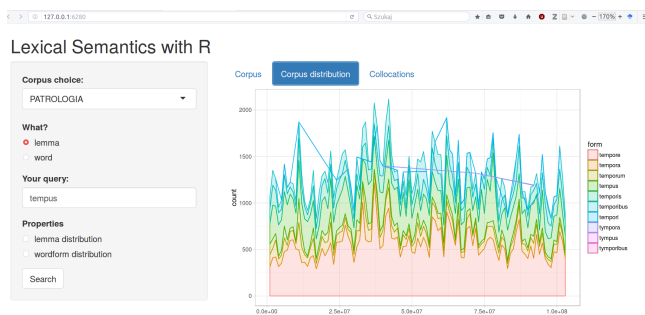 127.0.0.1:6280
Szukaj
170%
Lexical Semantics with R
Corpus choice:
PATROLOGIA
What?
lemma
word
Your query:
tempus
Properties
lemma distribution
wordform distribution
Search
Corpus
Corpus distribution
Collocations
count
2000
1500
1000
500
0
0.0e+00
2.5e+07
5.0e+07
7.5e+07
1.0e+08
form
tempore
tempora
temporum
tempus
temporis
temporibus
tempori
tympora
tympus
tymporibus